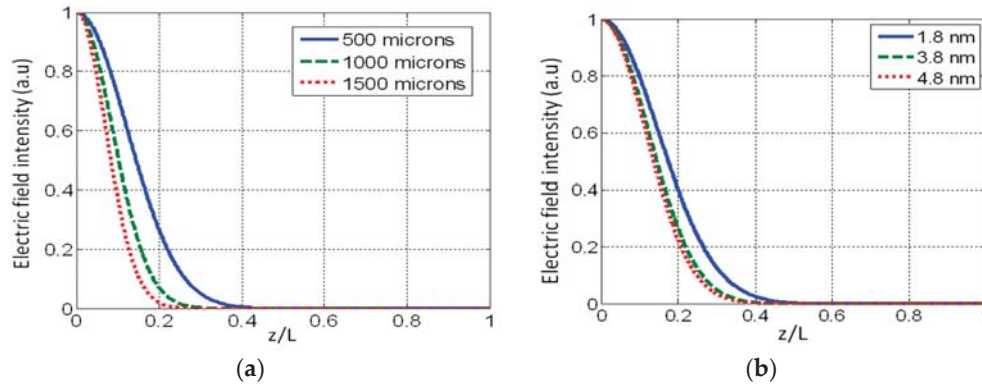 Electric field intensity (a.u)
1
0.8
0.6
0.4
0.2
0
500 microns
1000 microns
1500 microns
0 0.2 0.4 0.6 0.8 1
z/L
(a)
Electric field intensity (a.u)
1
0.8
0.6
0.4
0.2
0
1.8 nm
3.8 nm
4.8 nm
0 0.2 0.4 0.6 0.8
z/L
(b)